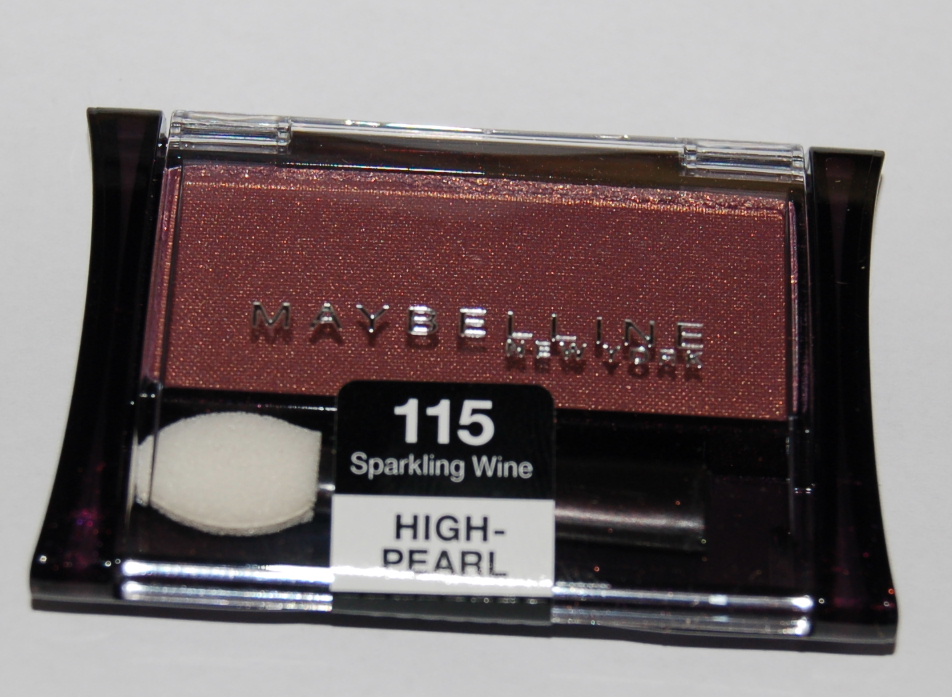 MAYBELLINE
NEW YORK
115
Sparkling Wine
HIGH-
PEARL